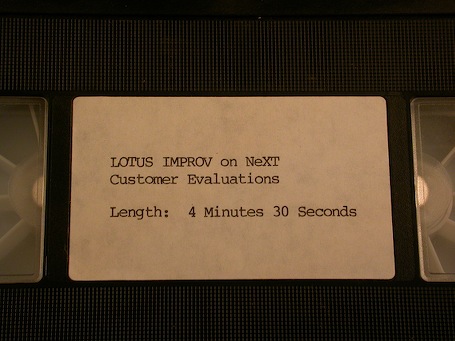 LOTUS IMPROV on NeXT
Customer Evaluations
Length: 4 Minutes 30 Seconds